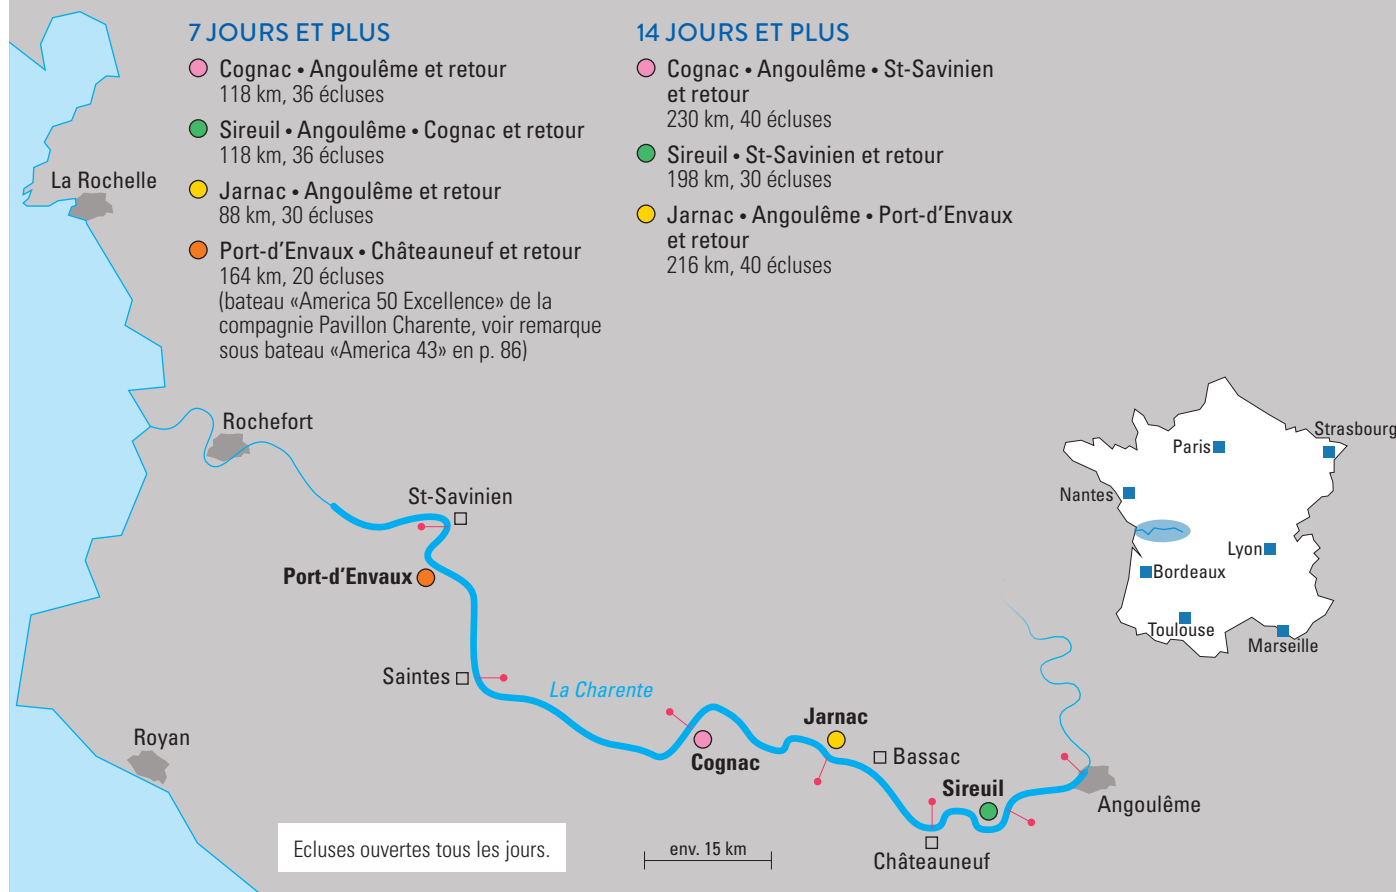 7 JOURS ET PLUS
Cognac • Angoulême et retour
118 km, 36 écluses
Sireuil • Angoulême • Cognac et retour
118 km, 36 écluses
Jarnac • Angoulême et retour
88 km, 30 écluses
Port-d’Envaux • Châteauneuf et retour
164 km, 20 écluses
(bateau «America 50 Excellence» de la
compagnie Pavillon Charente, voir remarque
sous bateau «America 43» en p. 86)
14 JOURS ET PLUS
Cognac • Angoulême • St-Savinien
et retour
230 km, 40 écluses
Sireuil • St-Savinien et retour
198 km, 30 écluses
Jarnac • Angoulême • Port-d’Envaux
et retour
216 km, 40 écluses
La Rochelle
Rochefort
St-Savinien
Port-d’Envaux
Saintes
La Charente
Royan
Cognac
Jarnac
Bassac
Sireuil
Angoulême
Châteauneuf
Paris
Strasbourg
Nantes
Lyon
Bordeaux
Toulouse
Marseille
Ecluses ouvertes tous les jours.
env. 15 km